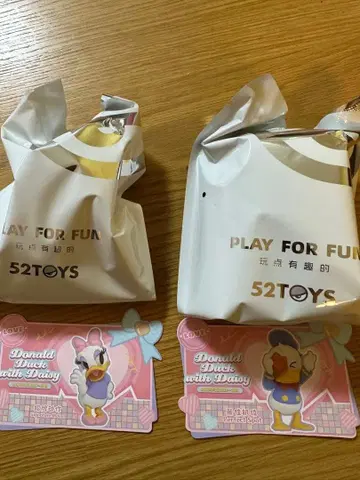 PLAY FOR FUN
玩点有趣的
52TOYS
PLAY FOR FUN
玩点有趣的
52TOYS
Donald
Duck
with Daisy
Donald
Duck
with Daisy